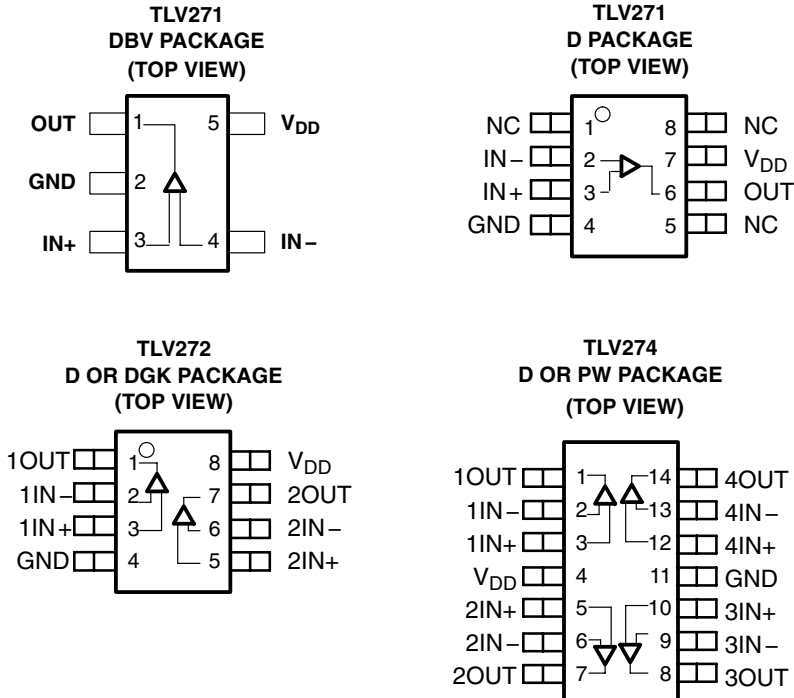 TLV271
DBV PACKAGE
(TOP VIEW)
OUT 1 5 VDD
GND 2
IN+ 3 4 IN−
TLV271
D PACKAGE
(TOP VIEW)
NC 1 8 NC
IN− 2 7 VDD
IN+ 3 6 OUT
GND 4 5 NC
TLV272
D OR DGK PACKAGE
(TOP VIEW)
1OUT 1 8 VDD
1IN− 2 7 2OUT
1IN+ 3 6 2IN−
GND 4 5 2IN+
TLV274
D OR PW PACKAGE
(TOP VIEW)
1OUT 1 14 4OUT
1IN− 2 13 4IN−
1IN+ 3 12 4IN+
VDD 4 11 GND
2IN+ 5 10 3IN+
2IN− 6 9 3IN−
2OUT 7 8 3OUT